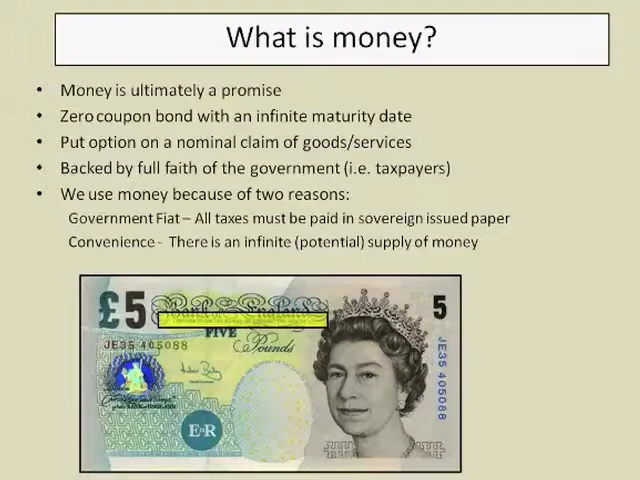 What is money?
• Money is ultimately a promise
• Zero coupon bond with an infinite maturity date
• Put option on a nominal claim of goods/services
• Backed by full faith of the government (i.e. taxpayers)
• We use money because of two reasons:
Government Fiat – All taxes must be paid in sovereign issued paper
Convenience - There is an infinite (potential) supply of money
£5 Bank of England 5
FIVE
JE35 405088
Pounds
JE35 405088
E R